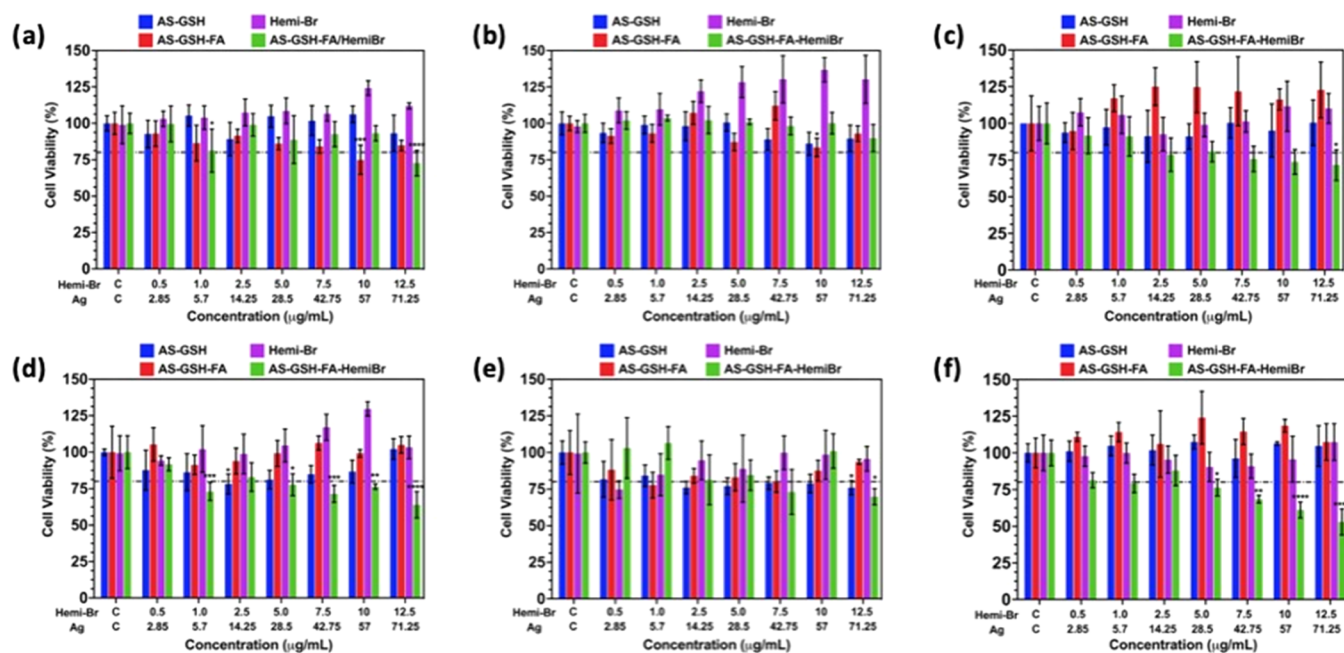 (a)
AS-GSH Hemi-Br
AS-GSH-FA AS-GSH-FA/HemiBr
Cell Viability (%)
150
125
100
75
50
25
0
* *** ****
Hemi-Br C 0.5 1.0 2.5 5.0 7.5 10 12.5
Ag C 2.85 5.7 14.25 28.5 42.75 57 71.25
Concentration (µg/mL)
(b)
AS-GSH Hemi-Br
AS-GSH-FA AS-GSH-FA-HemiBr
Cell Viability (%)
150
125
100
75
50
25
0
*
Hemi-Br C 0.5 1.0 2.5 5.0 7.5 10 12.5
Ag C 2.85 5.7 14.25 28.5 42.75 57 71.25
Concentration (µg/mL)
(c)
AS-GSH Hemi-Br
AS-GSH-FA AS-GSH-FA-HemiBr
Cell Viability (%)
150
125
100
75
50
25
0
*
Hemi-Br C 0.5 1.0 2.5 5.0 7.5 10 12.5
Ag C 2.85 5.7 14.25 28.5 42.75 57 71.25
Concentration (µg/mL)
(d)
AS-GSH Hemi-Br
AS-GSH-FA AS-GSH-FA-HemiBr
Cell Viability (%)
150
125
100
75
50
25
0
*** * * *** ** ****
Hemi-Br C 0.5 1.0 2.5 5.0 7.5 10 12.5
Ag C 2.85 5.7 14.25 28.5 42.75 57 71.25
Concentration (µg/mL)
(e)
AS-GSH Hemi-Br
AS-GSH-FA AS-GSH-FA-HemiBr
Cell Viability (%)
150
125
100
75
50
25
0
* *
Hemi-Br C 0.5 1.0 2.5 5.0 7.5 10 12.5
Ag C 2.85 5.7 14.25 28.5 42.75 57 71.25
Concentration (µg/mL)
(f)
AS-GSH Hemi-Br
AS-GSH-FA AS-GSH-FA-HemiBr
Cell Viability (%)
150
125
100
75
50
25
0
* ** ****
Hemi-Br C 0.5 1.0 2.5 5.0 7.5 10 12.5
Ag C 2.85 5.7 14.25 28.5 42.75 57 71.25
Concentration (µg/mL)